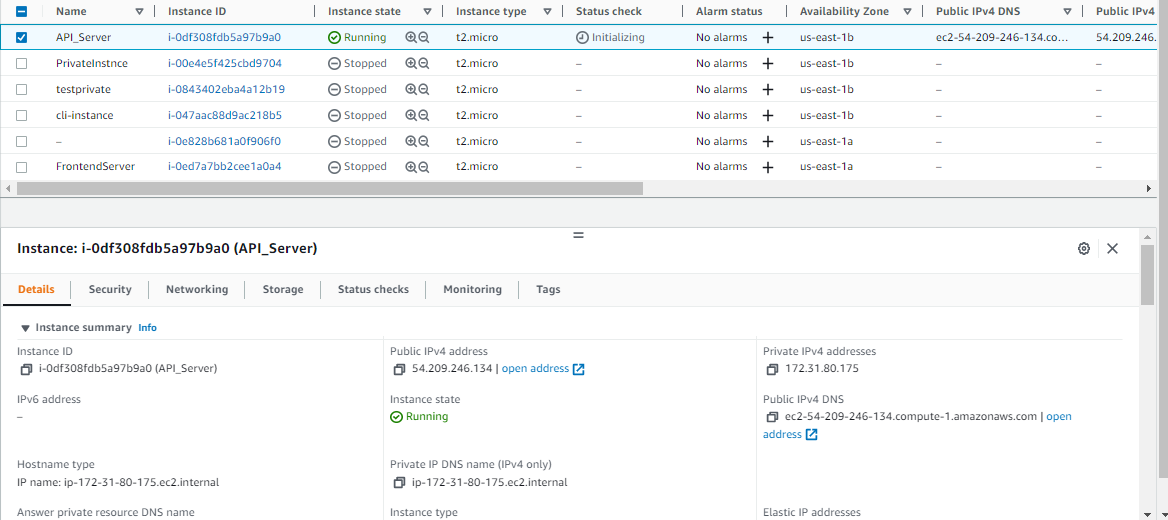 Name Instance ID Instance state Instance type Status check Alarm status Availability Zone Public IPv4 DNS Public IPv4
API_Server i-0df308fdb5a97b9a0 Running t2.micro Initializing No alarms + us-east-1b ec2-54-209-246-134.co... 54.209.246.
PrivateInstnce i-00e4e5f425cbd9704 Stopped t2.micro – No alarms + us-east-1b – –
testprivate i-0843402eba4a12b19 Stopped t2.micro – No alarms + us-east-1b – –
cli-instance i-047aac88d9ac218b5 Stopped t2.micro – No alarms + us-east-1b – –
– i-0e828b681a0f906f0 Stopped t2.micro – No alarms + us-east-1a – –
FrontendServer i-0ed7a7bb2cee1a0a4 Stopped t2.micro – No alarms + us-east-1a – –
Instance: i-0df308fdb5a97b9a0 (API_Server)
Details Security Networking Storage Status checks Monitoring Tags
Instance summary Info
Instance ID Public IPv4 address Private IPv4 addresses
i-0df308fdb5a97b9a0 (API_Server) 54.209.246.134 | open address 172.31.80.175
IPv6 address Instance state Public IPv4 DNS
– Running ec2-54-209-246-134.compute-1.amazonaws.com | open
address
Hostname type Private IP DNS name (IPv4 only)
IP name: ip-172-31-80-175.ec2.internal ip-172-31-80-175.ec2.internal
Answer private resource DNS name Instance type Elastic IP addresses